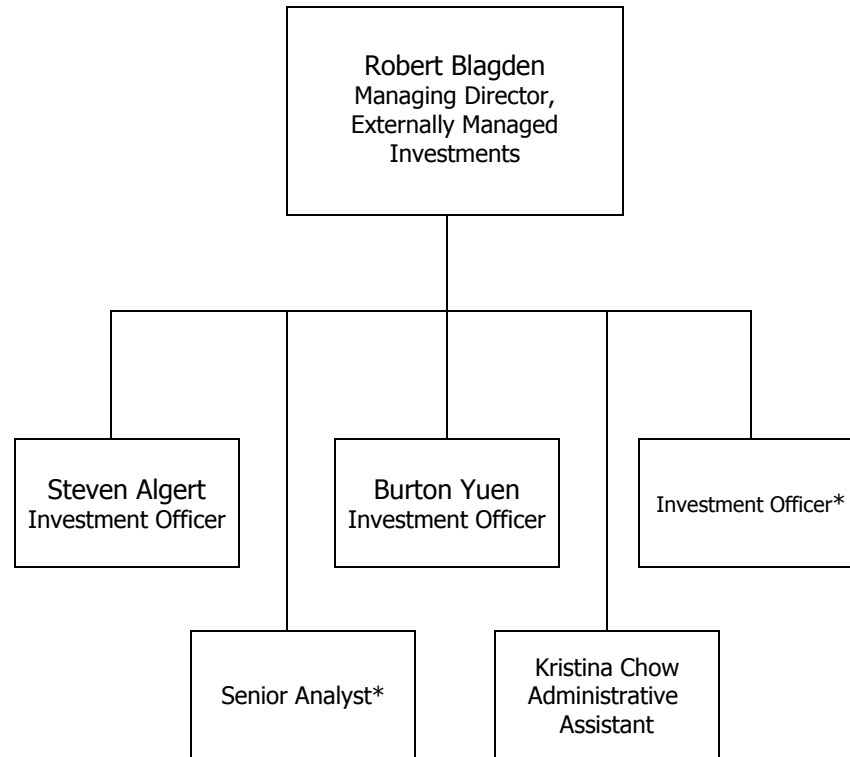 Robert Blagden
Managing Director,
Externally Managed
Investments
Steven Algert
Investment Officer
Burton Yuen
Investment Officer
Investment Officer*
Senior Analyst*
Kristina Chow
Administrative
Assistant